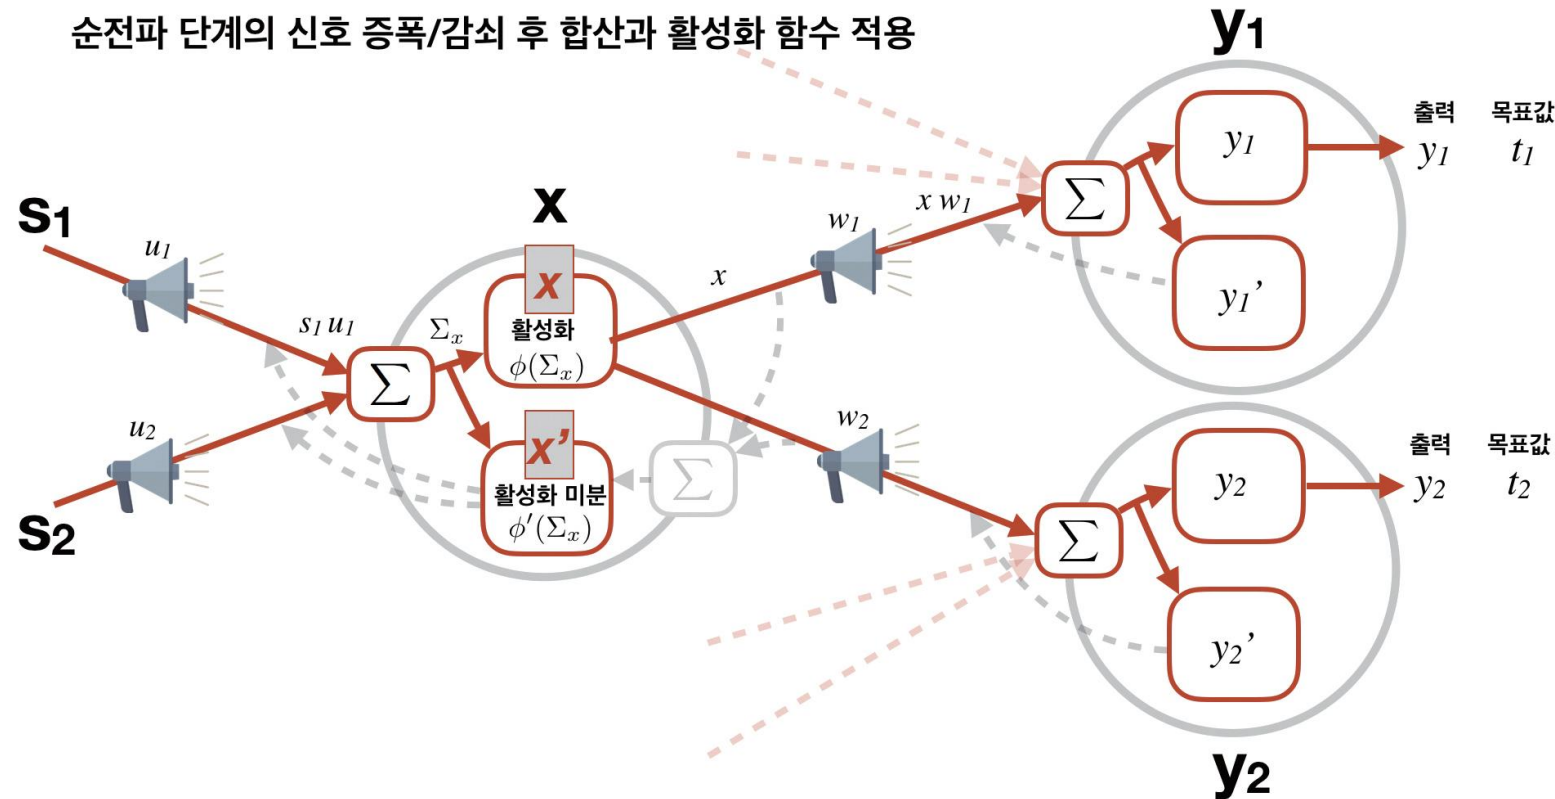 순전파 단계의 신호 증폭/감쇠 후 합산과 활성화 함수 적용
y1
출력 목표값
y1
y1 t1
s1
u1
x
w1
x w1
∑
x
x
s1 u1
Σx
활성화
ϕ(Σx)
y1’
∑
u2
x’
활성화 미분
ϕ′(Σx)
∑
w2
출력 목표값
y2
y2 t2
s2
∑
y2’
y2